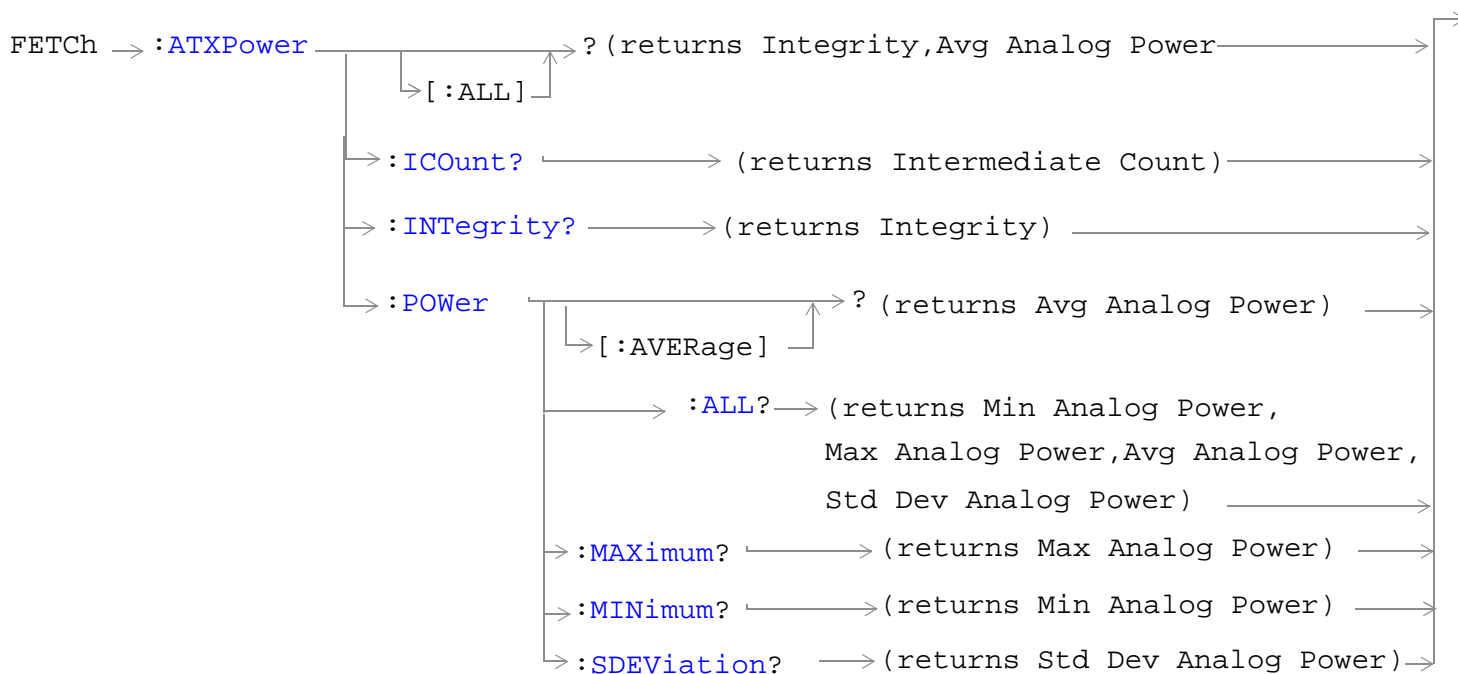 FETCh :ATXPower ?(returns Integrity,Avg Analog Power
[:ALL]
:ICOunt? (returns Intermediate Count)
:INTegrity? (returns Integrity)
:POWer ? (returns Avg Analog Power)
[:AVERage]
:ALL? (returns Min Analog Power,
Max Analog Power,Avg Analog Power,
Std Dev Analog Power)
:MAXimum? (returns Max Analog Power)
:MINimum? (returns Min Analog Power)
:SDEViation? (returns Std Dev Analog Power)